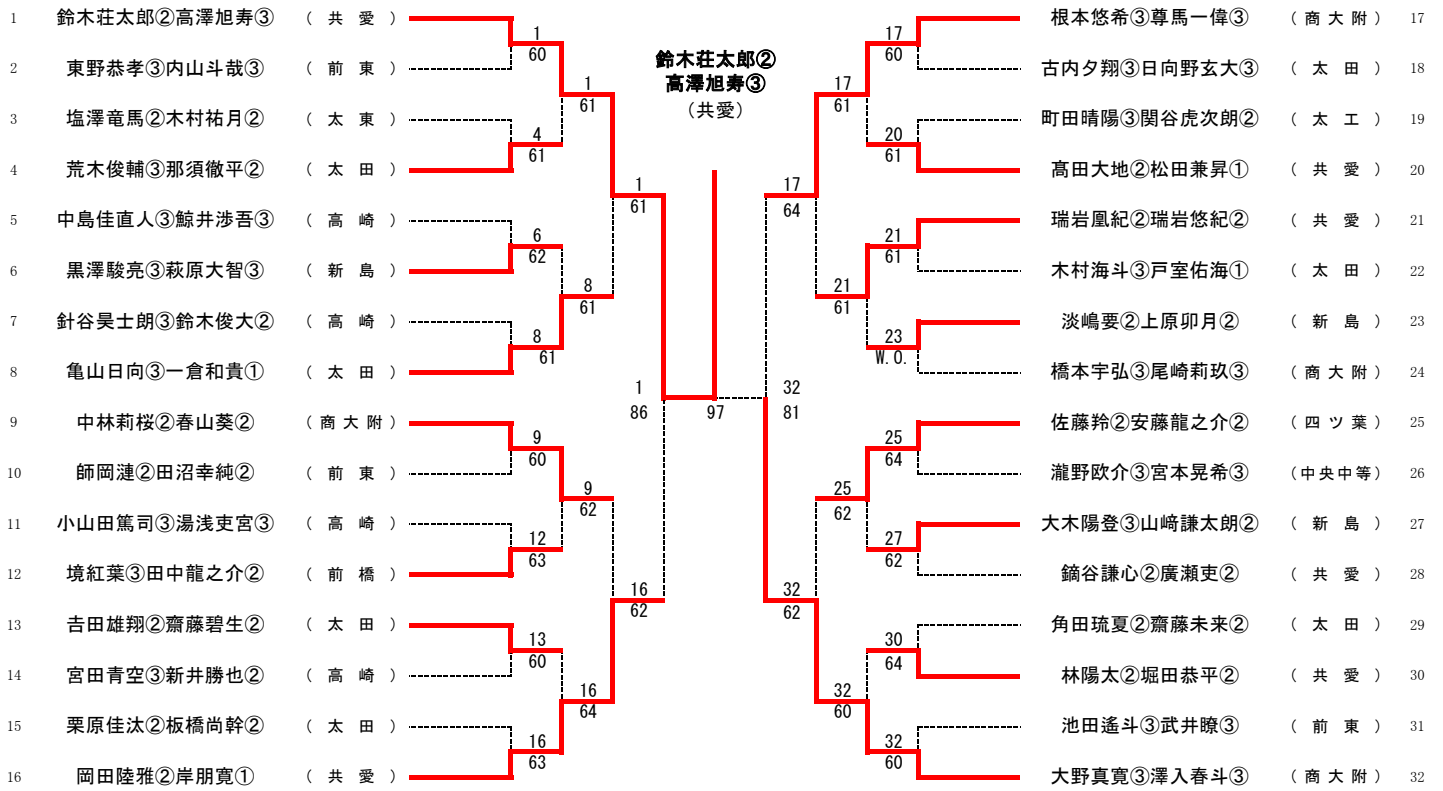 1 鈴木荘太郎②高澤旭寿③ (共愛)
2 東野恭孝③内山斗哉③ (前東)
3 塩澤竜馬②木村祐月② (太東)
4 荒木俊輔③那須徹平② (太田)
5 中島佳直人③鯨井渉吾③ (高崎)
6 黒澤駿亮③萩原大智③ (新島)
7 針谷昊士朗③鈴木俊大② (高崎)
8 亀山日向③一倉和貴① (太田)
9 中林莉桜②春山葵② (商大附)
10 師岡漣②田沼幸純② (前東)
11 小山田篤司③湯浅吏宮③ (高崎)
12 境紅葉③田中龍之介② (前橋)
13 吉田雄翔②齋藤碧生② (太田)
14 宮田青空③新井勝也② (高崎)
15 栗原佳汰②板橋尚幹② (太田)
16 岡田陸雅②岸朋寛① (共愛)
1
60
4
61
6
62
8
61
9
60
12
63
13
60
16
63
1
61
8
61
9
62
16
64
1
61
16
62
1
86
鈴木荘太郎②
高澤旭寿③
(共愛)
97
32
81
17
64
32
62
17
61
21
61
25
62
32
60
17
60
20
61
21
61
23
W.O.
25
64
27
62
30
64
32
60
根本悠希③尊馬一偉③ (商大附) 17
古内夕翔③日向野玄大③ (太田) 18
町田晴陽③関谷虎次朗② (太工) 19
髙田大地②松田兼昇① (共愛) 20
瑞岩凰紀②瑞岩悠紀② (共愛) 21
木村海斗③戸室佑海① (太田) 22
淡嶋要②上原卯月② (新島) 23
橋本宇弘③尾崎莉玖③ (商大附) 24
佐藤羚②安藤龍之介② (四ツ葉) 25
瀧野欧介③宮本晃希③ (中央中等) 26
大木陽登③山﨑謙太朗② (新島) 27
鏑谷謙心②廣瀬吏② (共愛) 28
角田琉夏②齋藤未来② (太田) 29
林陽太②堀田恭平② (共愛) 30
池田遙斗③武井瞭③ (前東) 31
大野真寛③澤入春斗③ (商大附) 32